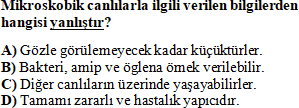 Mikroskobik canlılarla ilgili verilen bilgilerden
hangisi yanlıştır?
A) Gözle görülemeyecek kadar küçüktürler.
B) Bakteri, amip ve öglena örnek verilebilir.
C) Diğer canlıların üzerinde yaşayabilirler.
D) Tamamı zararlı ve hastalık yapıcıdır.